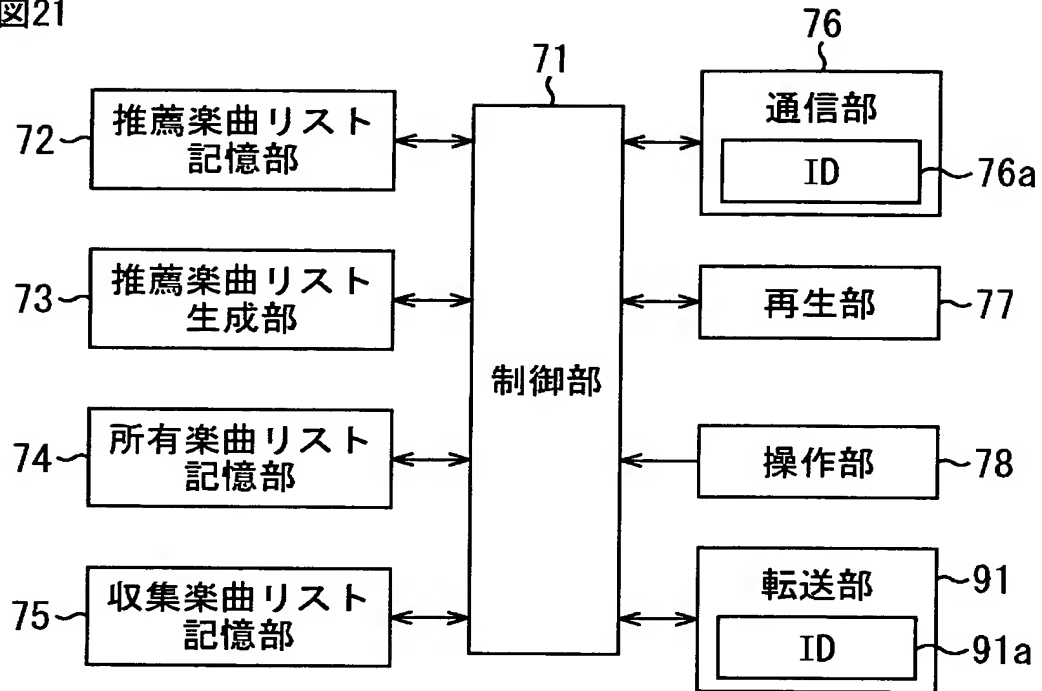 図21
71
制御部
72
推薦楽曲リスト
記憶部
73
推薦楽曲リスト
生成部
74
所有楽曲リスト
記憶部
75
収集楽曲リスト
記憶部
76
通信部
ID
76a
再生部
77
操作部
78
転送部
91
ID
91a